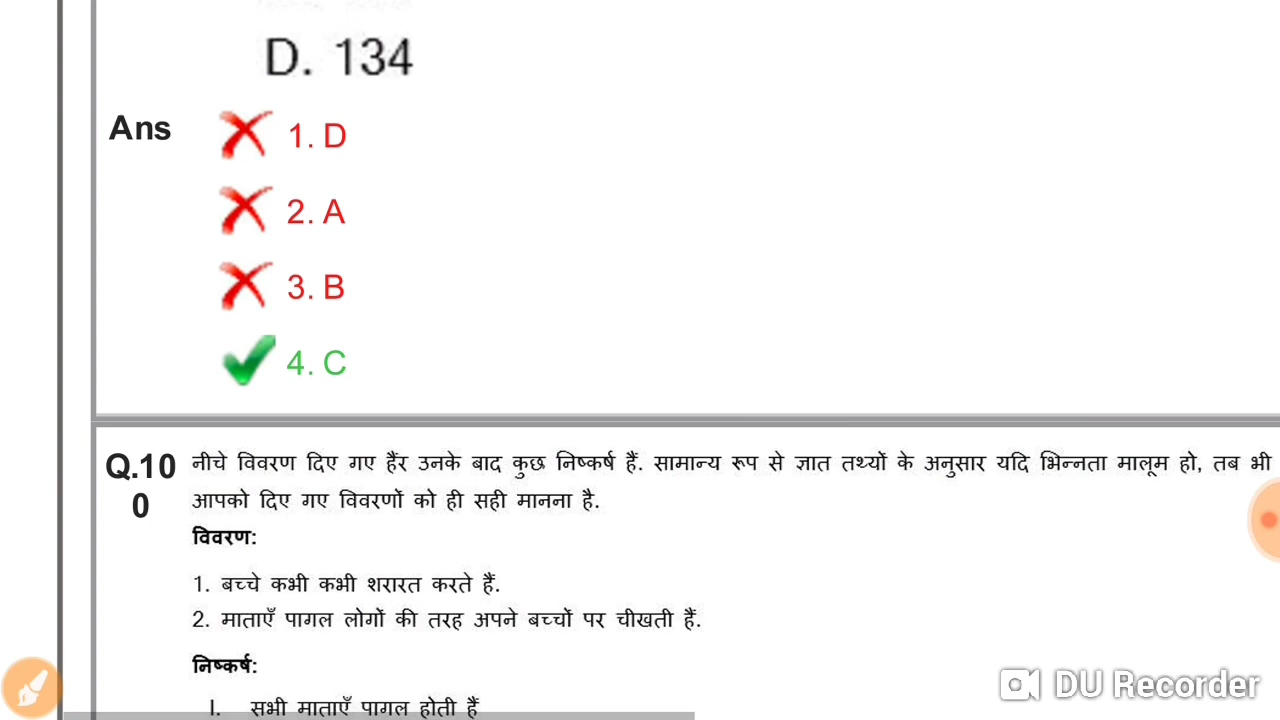 D. 134
Ans
1. D
2. A
3. B
4. C
Q.10
0
नीचे विवरण दिए गए हैंर उनके बाद कुछ निष्कर्ष हैं. सामान्य रूप से ज्ञात तथ्यों के अनुसार यदि भिन्नता मालूम हो, तब भी
आपको दिए गए विवरणों को ही सही मानना है.
विवरण:
1. बच्चे कभी कभी शरारत करते हैं.
2. माताएँ पागल लोगों की तरह अपने बच्चों पर चीखती हैं.
निष्कर्ष:
I. सभी माताएँ पागल होती हैं
DU Recorder